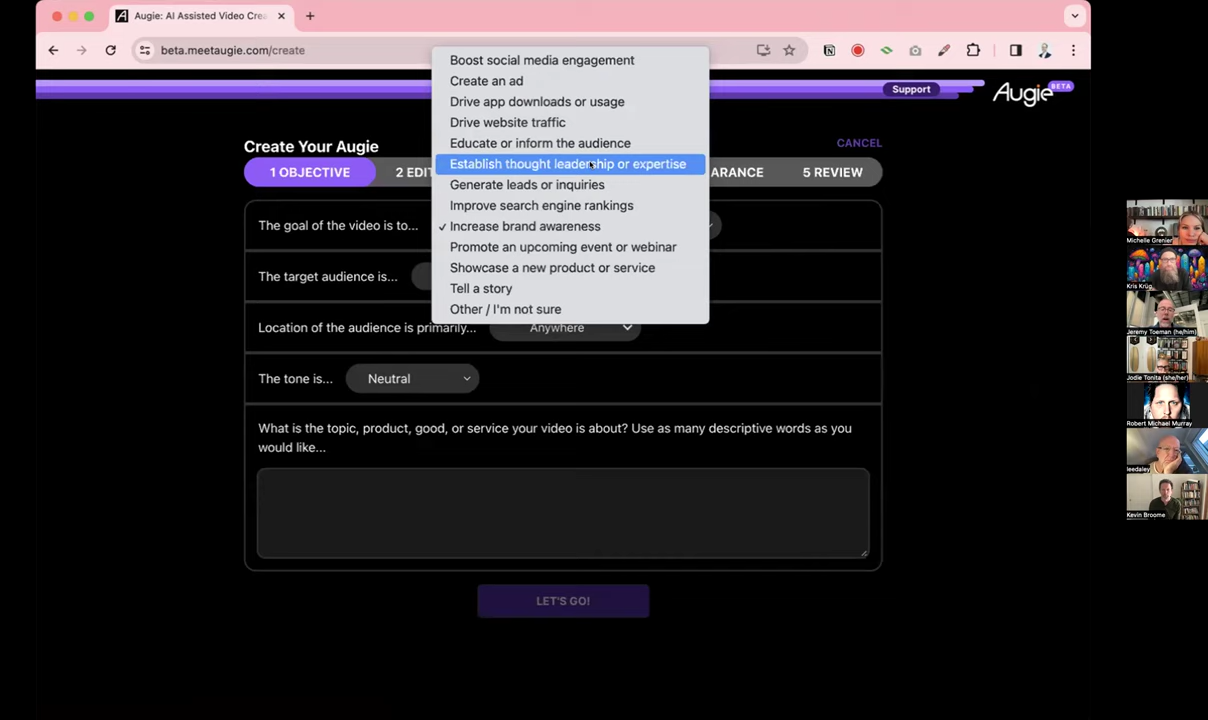 Augie: AI Assisted Video Crea
beta.meetaugie.com/create
Support
Augie BETA
Create Your Augie
CANCEL
1 OBJECTIVE
2 EDIT
ARANCE
5 REVIEW
The goal of the video is to...
Boost social media engagement
Create an ad
Drive app downloads or usage
Drive website traffic
Educate or inform the audience
Establish thought leadership or expertise
Generate leads or inquiries
Improve search engine rankings
✓ Increase brand awareness
Promote an upcoming event or webinar
Showcase a new product or service
Tell a story
Other / I'm not sure
The target audience is...
Location of the audience is primarily...
Anywhere
The tone is...
Neutral
What is the topic, product, good, or service your video is about? Use as many descriptive words as you
would like...
LET'S GO!
Michelle Grenier
Kris Krüg
Jeremy Toeman (he/him)
Jodie Tonita (she/her)
Robert Michael Murray
leedaley
Kevin Broome